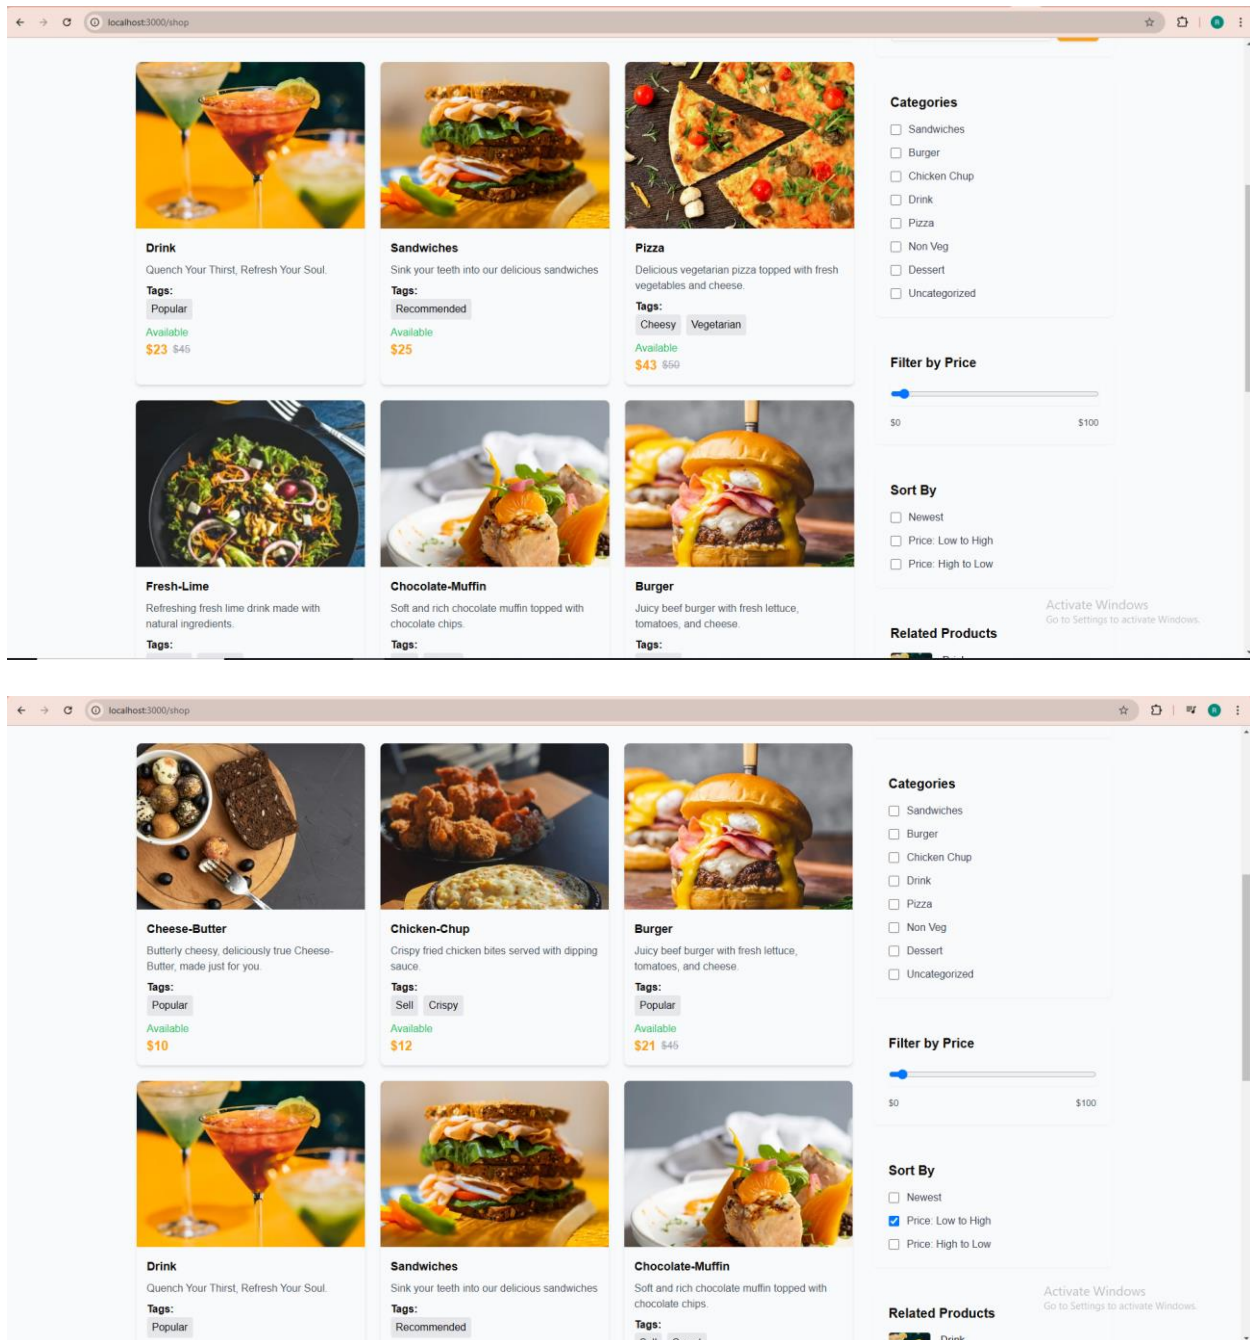 localhost:3000/shop
Drink
Quench Your Thirst, Refresh Your Soul.
Tags:
Popular
Available
$23 $45
Sandwiches
Sink your teeth into our delicious sandwiches
Tags:
Recommended
Available
$25
Pizza
Delicious vegetarian pizza topped with fresh
vegetables and cheese.
Tags:
Cheesy Vegetarian
Available
$43 $50
Fresh-Lime
Refreshing fresh lime drink made with
natural ingredients.
Tags:
Chocolate-Muffin
Soft and rich chocolate muffin topped with
chocolate chips.
Tags:
Burger
Juicy beef burger with fresh lettuce,
tomatoes, and cheese.
Tags:
Categories
Sandwiches
Burger
Chicken Chup
Drink
Pizza
Non Veg
Dessert
Uncategorized
Filter by Price
$0 $100
Sort By
Newest
Price: Low to High
Price: High to Low
Related Products
Activate Windows
Go to Settings to activate Windows.
localhost:3000/shop
Cheese-Butter
Butterly cheesy, deliciously true Cheese-
Butter, made just for you.
Tags:
Popular
Available
$10
Chicken-Chup
Crispy fried chicken bites served with dipping
sauce.
Tags:
Sell Crispy
Available
$12
Burger
Juicy beef burger with fresh lettuce,
tomatoes, and cheese.
Tags:
Popular
Available
$21 $45
Drink
Quench Your Thirst, Refresh Your Soul.
Tags:
Popular
Sandwiches
Sink your teeth into our delicious sandwiches
Tags:
Recommended
Chocolate-Muffin
Soft and rich chocolate muffin topped with
chocolate chips.
Tags:
Categories
Sandwiches
Burger
Chicken Chup
Drink
Pizza
Non Veg
Dessert
Uncategorized
Filter by Price
$0 $100
Sort By
Newest
Price: Low to High
Price: High to Low
Related Products
Drink
Activate Windows
Go to Settings to activate Windows.